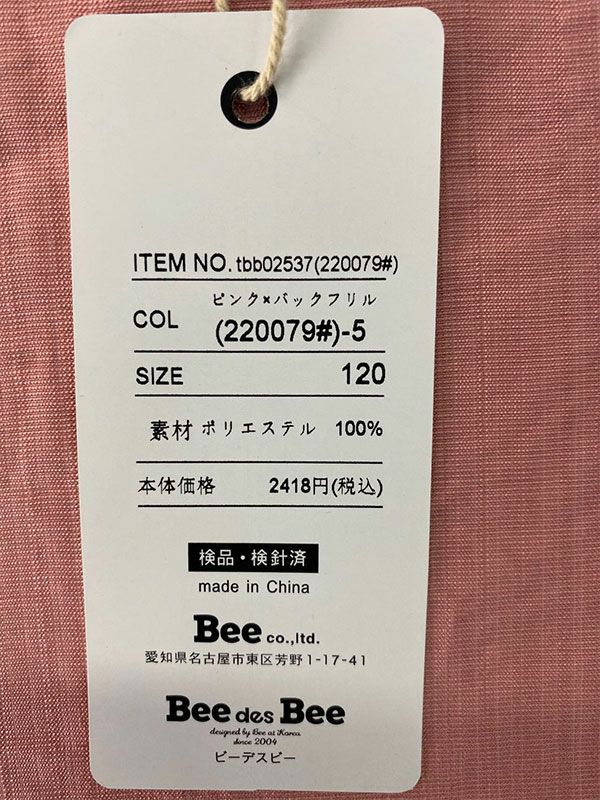 ITEM NO. tbb02537(220079#)
ピンク×バックフリル
COL (220079#)-5
SIZE 120
素材 ポリエステル 100%
本体価格 2418円(税込)
検品・検針済
made in China
Bee co.,ltd.
愛知県名古屋市東区芳野1-17-41
Bee des Bee
designed by Bee at Korea
since 2004
ビーデスビー